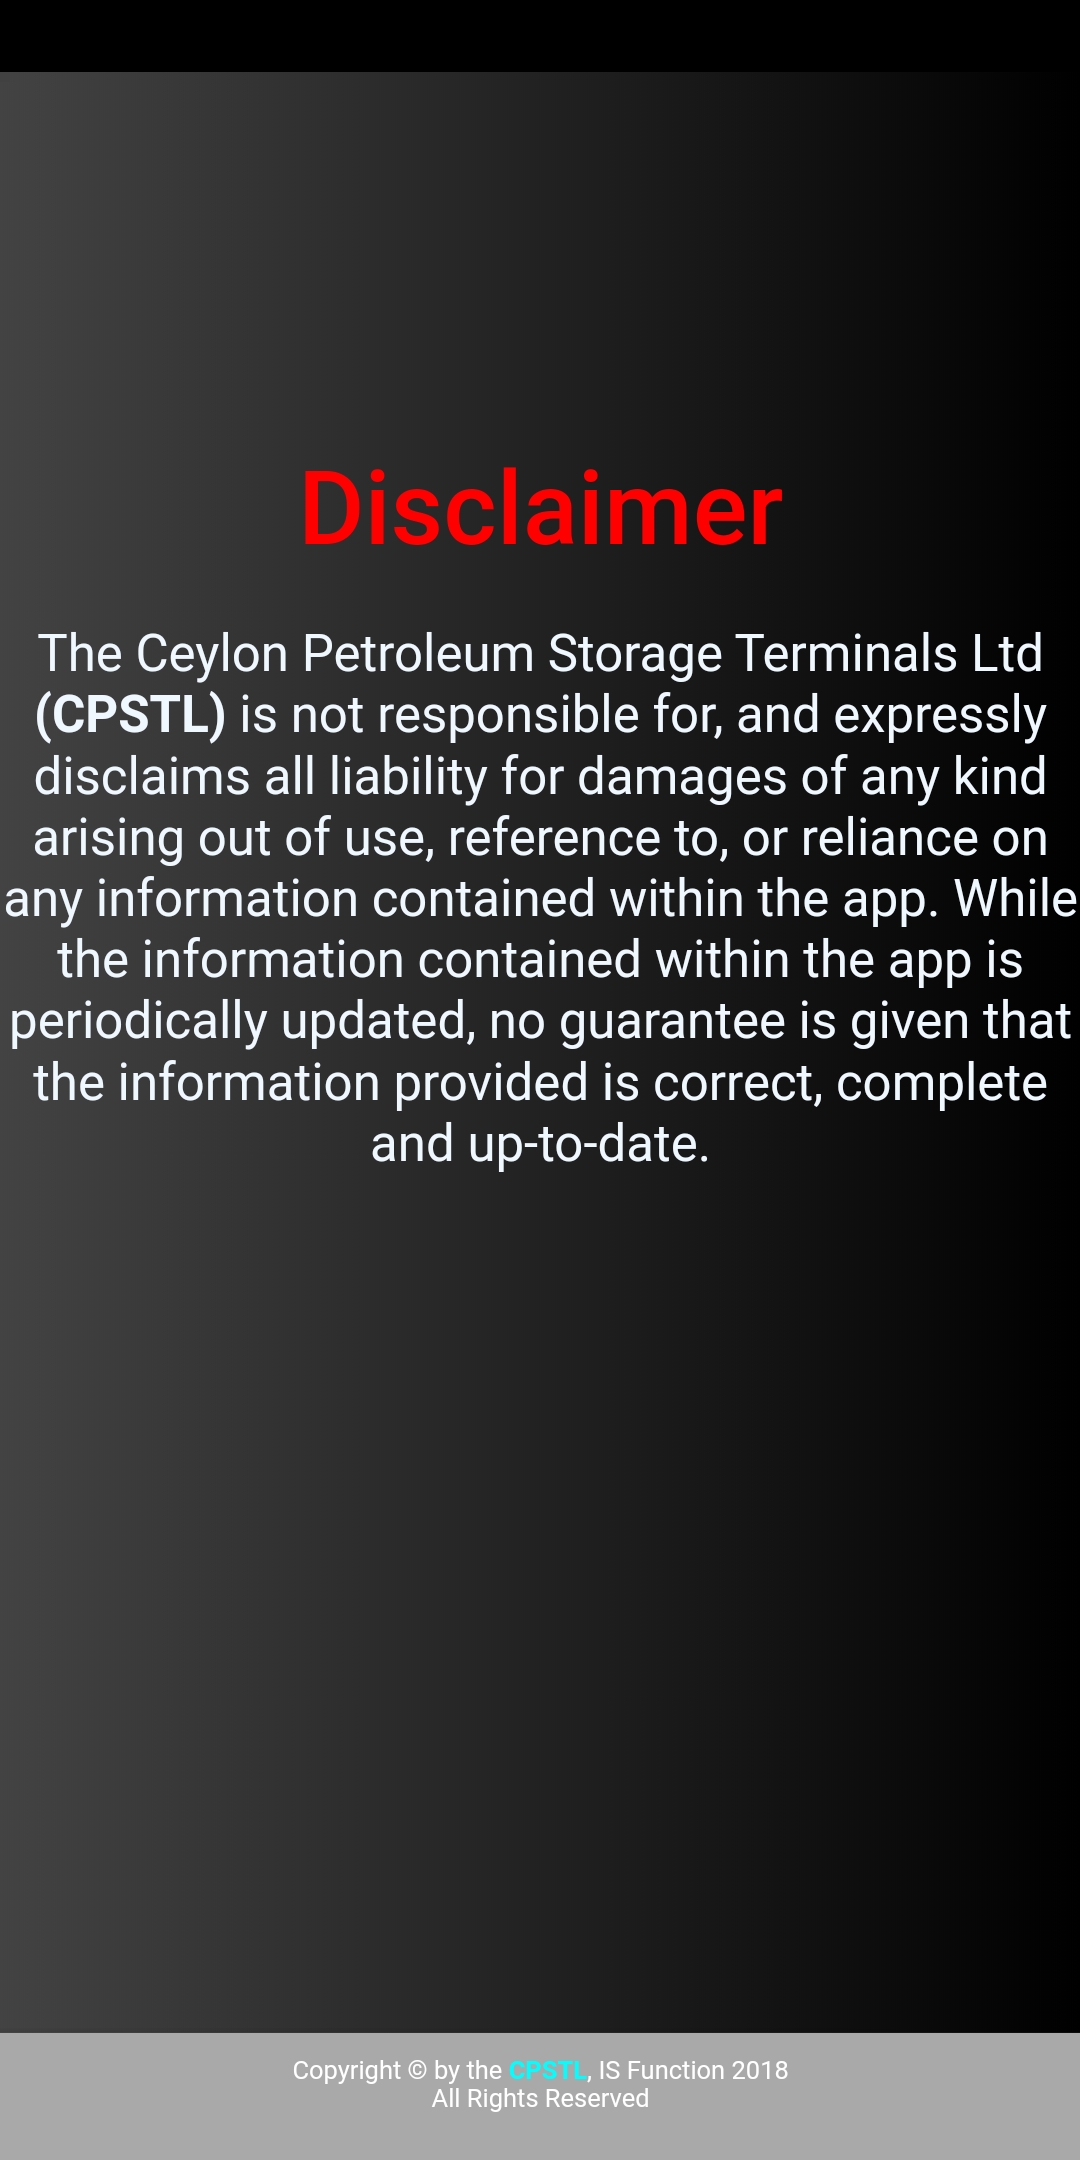 Disclaimer
The Ceylon Petroleum Storage Terminals Ltd
(CPSTL) is not responsible for, and expressly
disclaims all liability for damages of any kind
arising out of use, reference to, or reliance on
any information contained within the app. While
the information contained within the app is
periodically updated, no guarantee is given that
the information provided is correct, complete
and up-to-date.
Copyright © by the CPSTL, IS Function 2018
All Rights Reserved